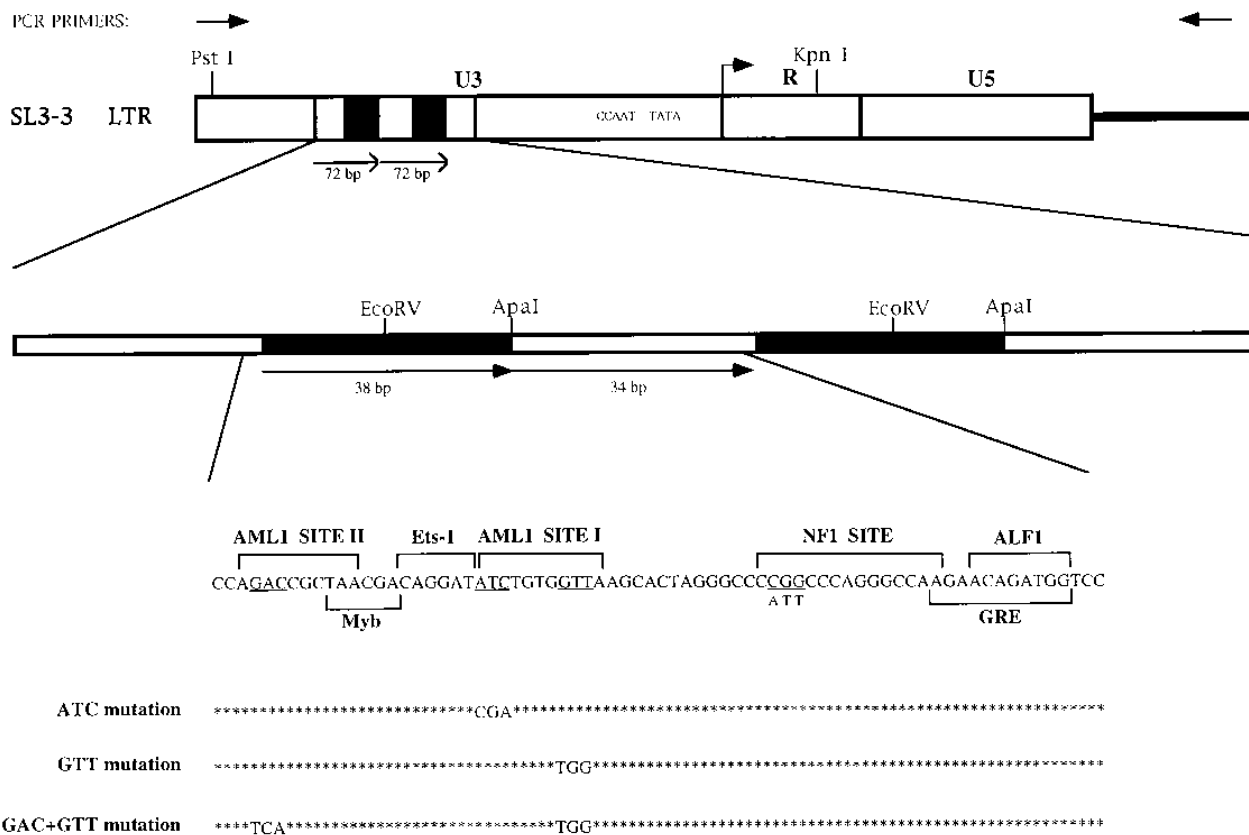 PCR PRIMERS:
Pst I
U3
R
Kpn I
U5
SL3-3 LTR
CCAAT TATA
72 bp
72 bp
EcoRV
ApaI
EcoRV
ApaI
38 bp
34 bp
AML1 SITE II
Ets-1
AML1 SITE I
NF1 SITE
ALF1
CCAGACCGCTAACGACAGGATATCTGTGGTTAAGCACTAGGGCCCCGGCCCAGGGCCAAGAACAGATGGTCC
ATT
Myb
GRE
ATC mutation *****************************CGA******************************************
GTT mutation **************************************TGG*********************************************************
GAC+GTT mutation ****TCA******************************TGG*********************************************************